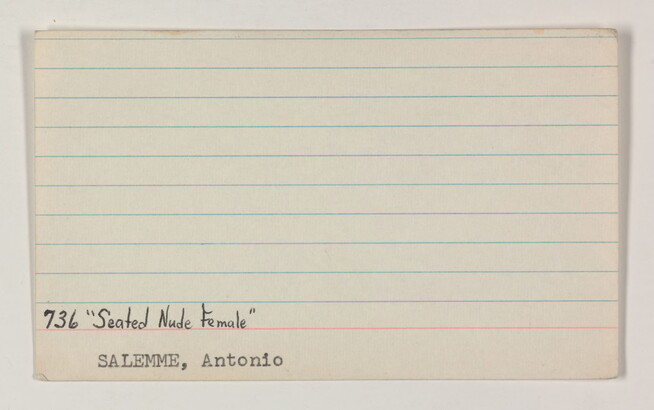 736 "Seated Nude Female"
SALEMME, Antonio